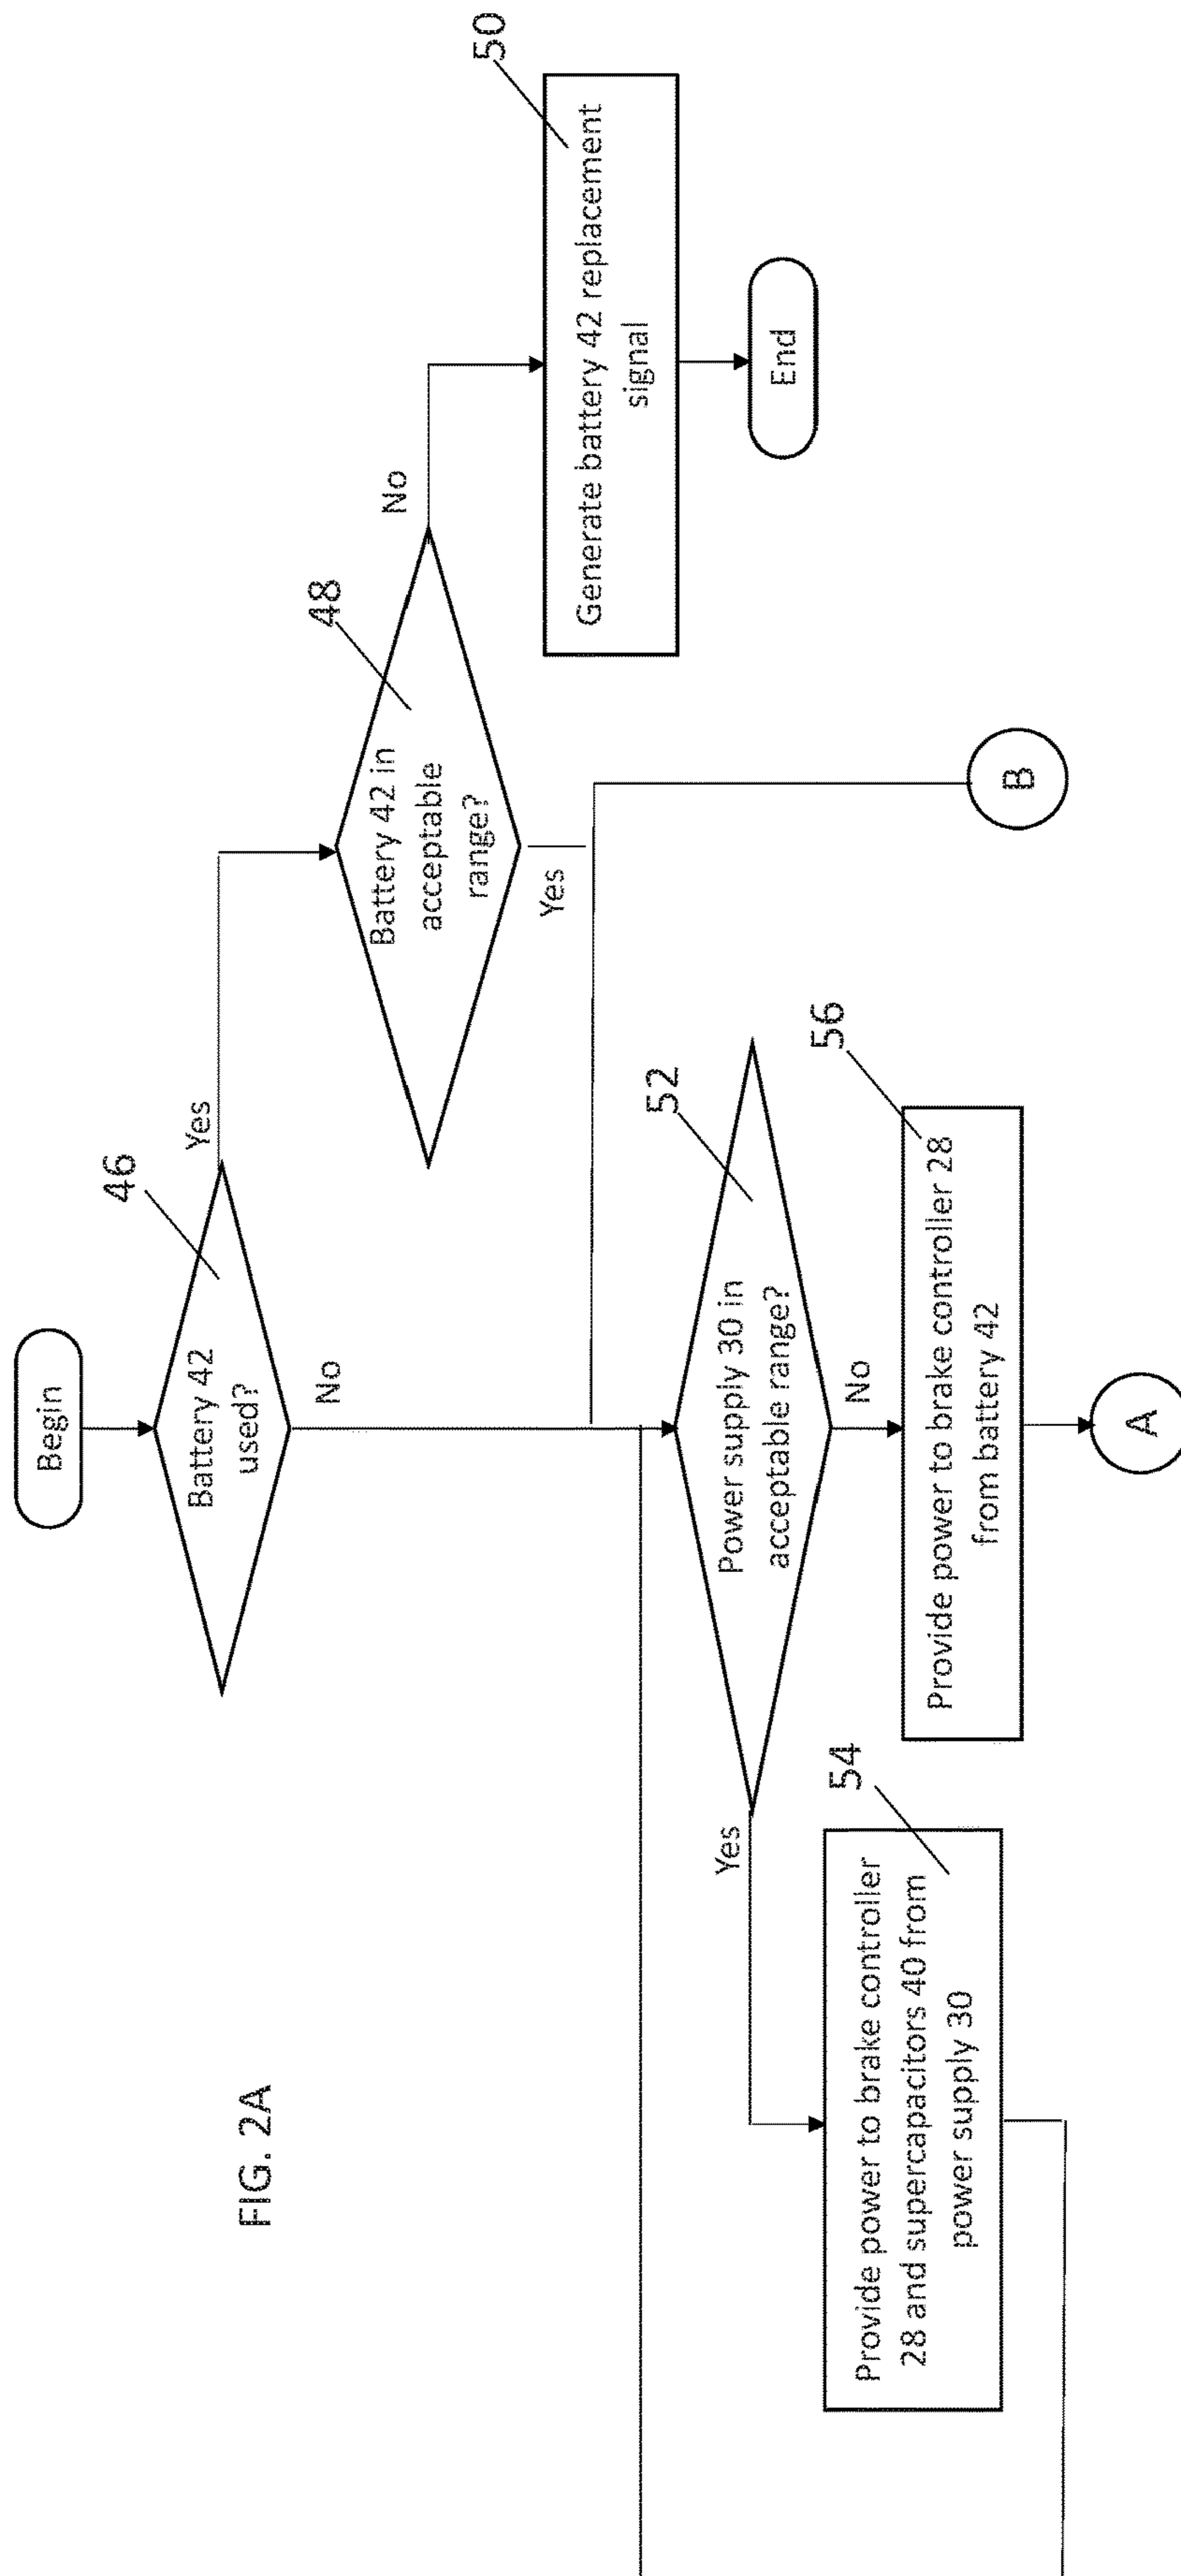 FIG. 2A
Begin
Battery 42
used?
46
Yes
No
Battery 42 in
acceptable
range?
48
No
Yes
Generate battery 42 replacement
signal
50
End
B
Power supply 30 in
acceptable range?
52
Yes
No
Provide power to brake controller
28 and supercapacitors 40 from
power supply 30
54
Provide power to brake controller 28
from battery 42
56
A